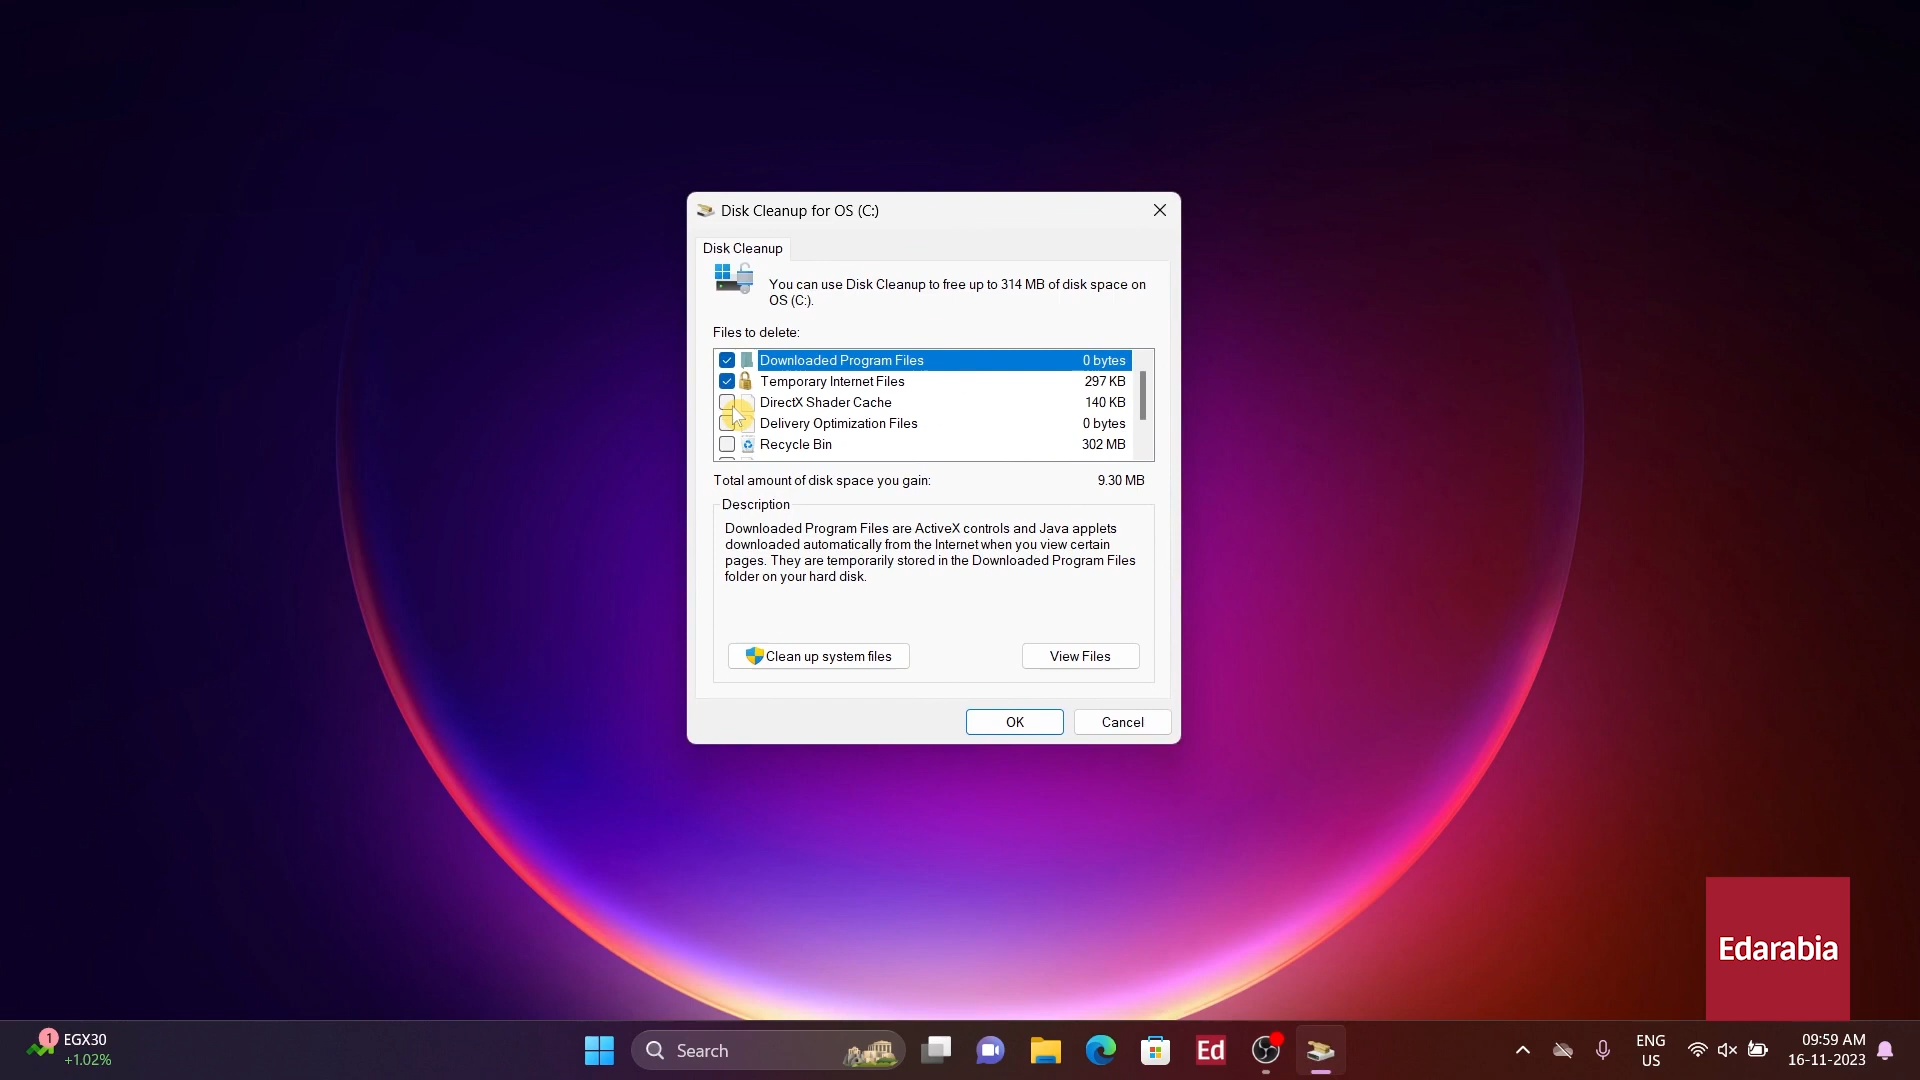 Disk Cleanup for OS (C:)
Disk Cleanup
You can use Disk Cleanup to free up to 314 MB of disk space on
OS (C:).
Files to delete:
Downloaded Program Files 0 bytes
Temporary Internet Files 297 KB
DirectX Shader Cache 140 KB
Delivery Optimization Files 0 bytes
Recycle Bin 302 MB
Total amount of disk space you gain: 9.30 MB
Description
Downloaded Program Files are ActiveX controls and Java applets
downloaded automatically from the Internet when you view certain
pages. They are temporarily stored in the Downloaded Program Files
folder on your hard disk.
Clean up system files View Files
OK Cancel
Edarabia
1 EGX30
+1.02%
Search
Ed
ENG
US
09:59 AM
16-11-2023